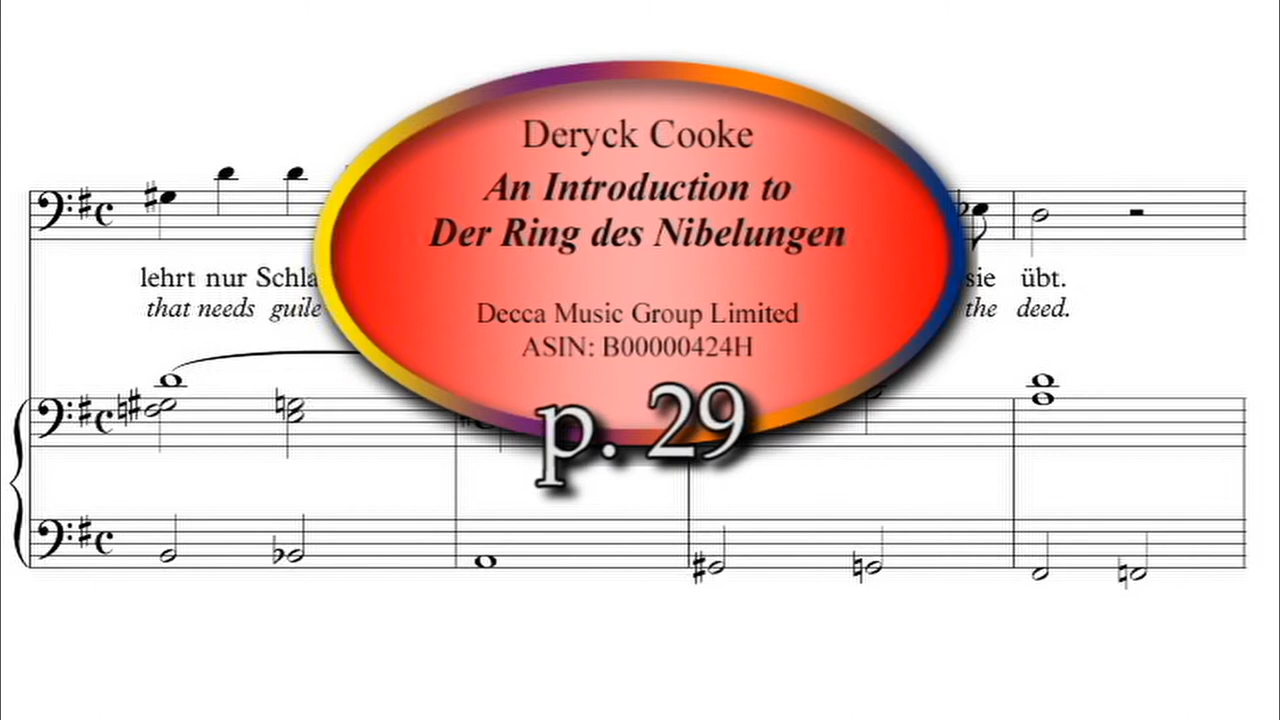 Deryck Cooke
An Introduction to
Der Ring des Nibelungen
Decca Music Group Limited
ASIN: B00000424H
p. 29
lehrt nur sie übt.
that needs guile the deed.